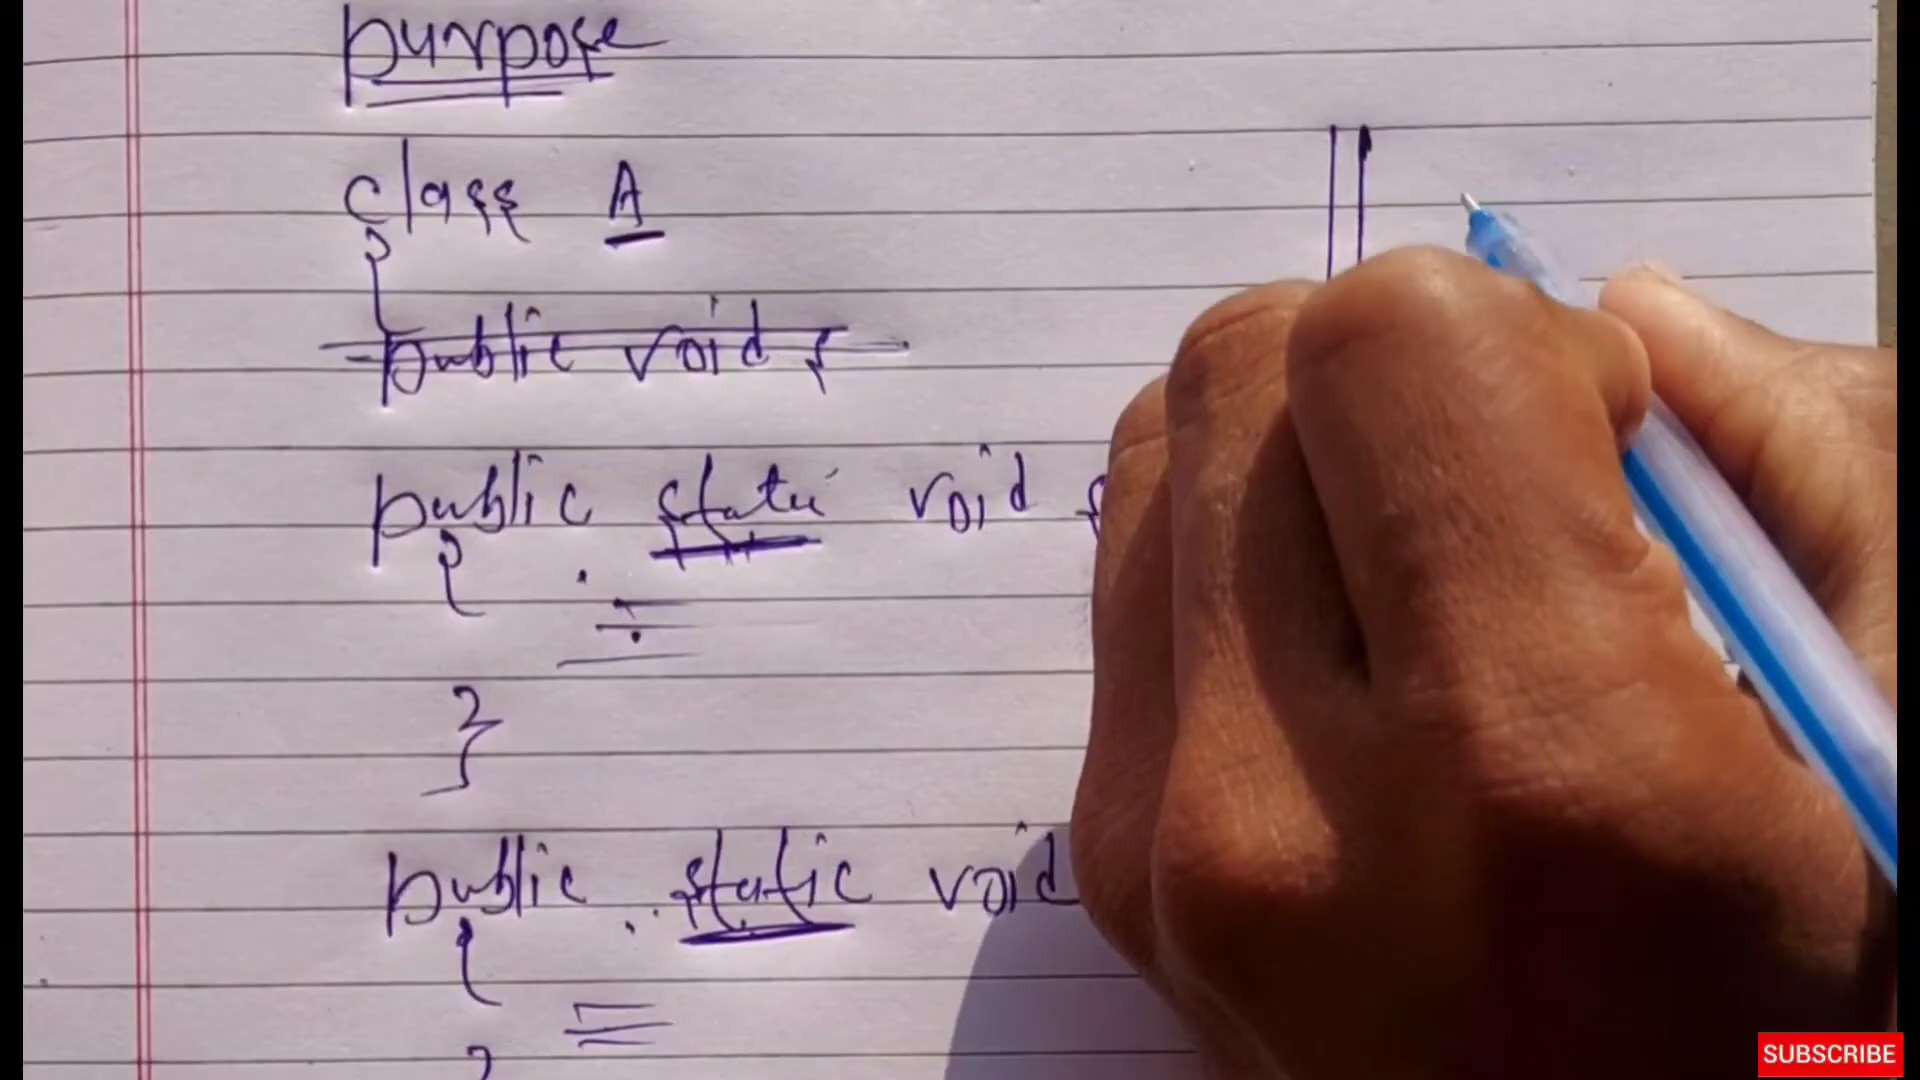 purpose
class A
{
public void f
public static void f
{
}
public static void
{
SUBSCRIBE